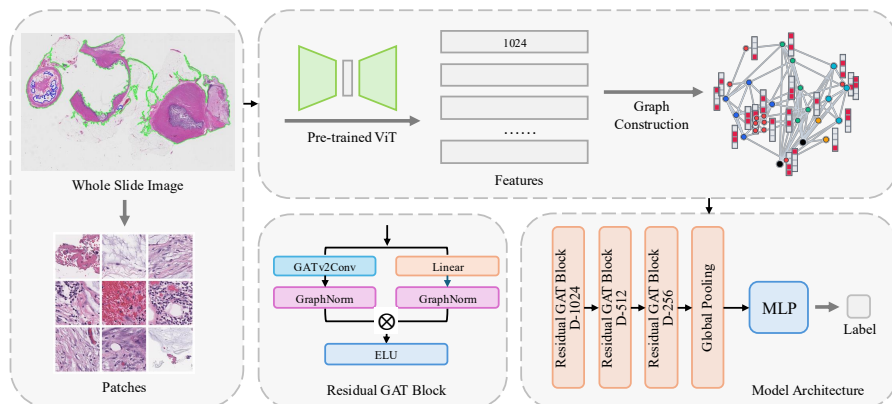 Whole Slide Image
Patches
Pre-trained ViT
1024
......
Features
Graph
Construction
GATv2Conv
Linear
GraphNorm
GraphNorm
ELU
Residual GAT Block
Residual GAT Block
D-1024
Residual GAT Block
D-512
Residual GAT Block
D-256
Global Pooling
MLP
Label
Model Architecture